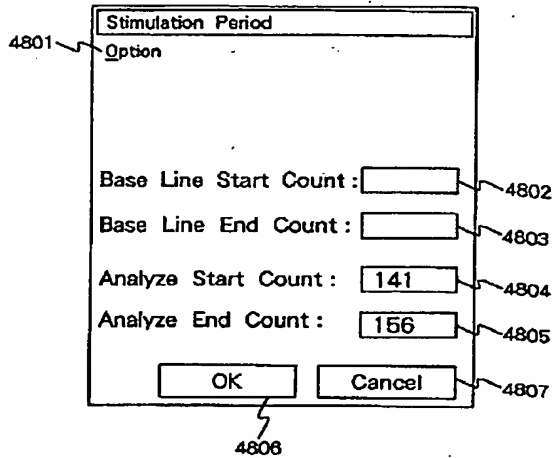 Stimulation Period
4801
Option
Base Line Start Count :
4802
Base Line End Count :
4803
Analyze Start Count : 141
4804
Analyze End Count : 156
4805
OK Cancel
4807
4806